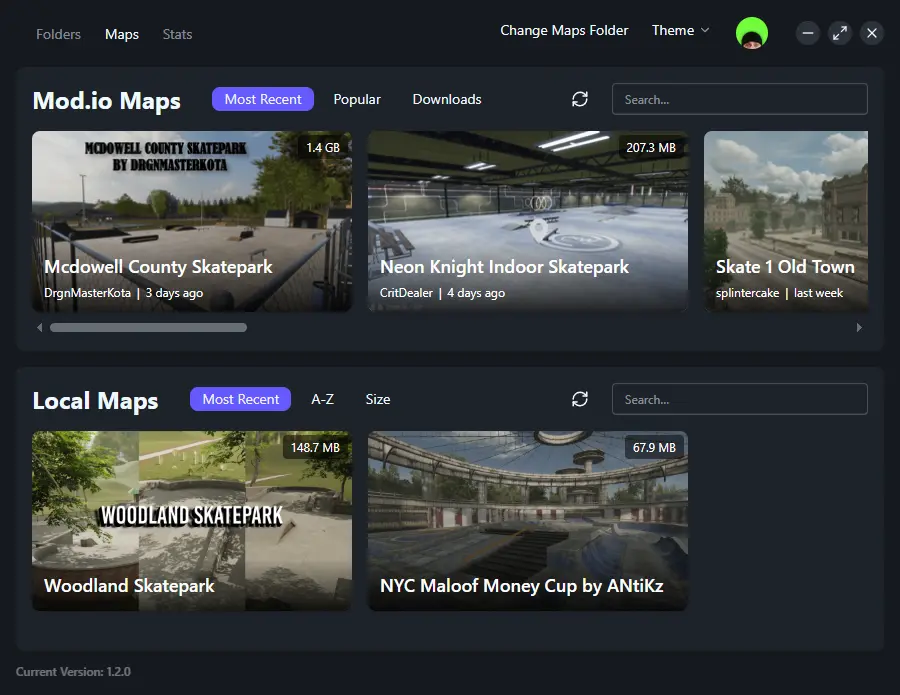 Folders Maps Stats Change Maps Folder Theme
Mod.io Maps Most Recent Popular Downloads Search...
MCDOWELL COUNTY SKATEPARK
BY DRGNMASTERKOTA
1.4 GB
Mcdowell County Skatepark
DrgnMasterKota | 3 days ago
207.3 MB
Neon Knight Indoor Skatepark
CritDealer | 4 days ago
Skate 1 Old Town
splintercake | last week
Local Maps Most Recent A-Z Size Search...
148.7 MB
WOODLAND SKATEPARK
Woodland Skatepark
67.9 MB
NYC Maloof Money Cup by ANtiKz
Current Version: 1.2.0